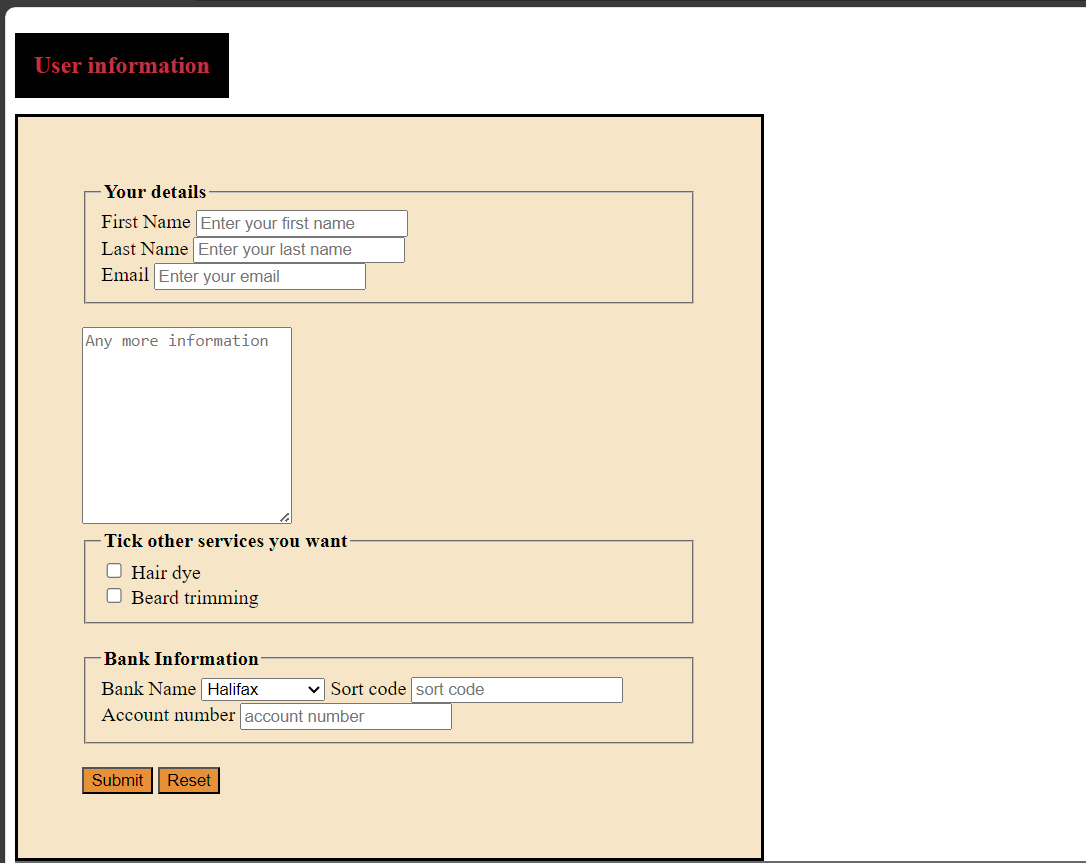 User information
Your details
First Name Enter your first name
Last Name Enter your last name
Email Enter your email
Any more information
Tick other services you want
Hair dye
Beard trimming
Bank Information
Bank Name Halifax Sort code sort code
Account number account number
Submit Reset